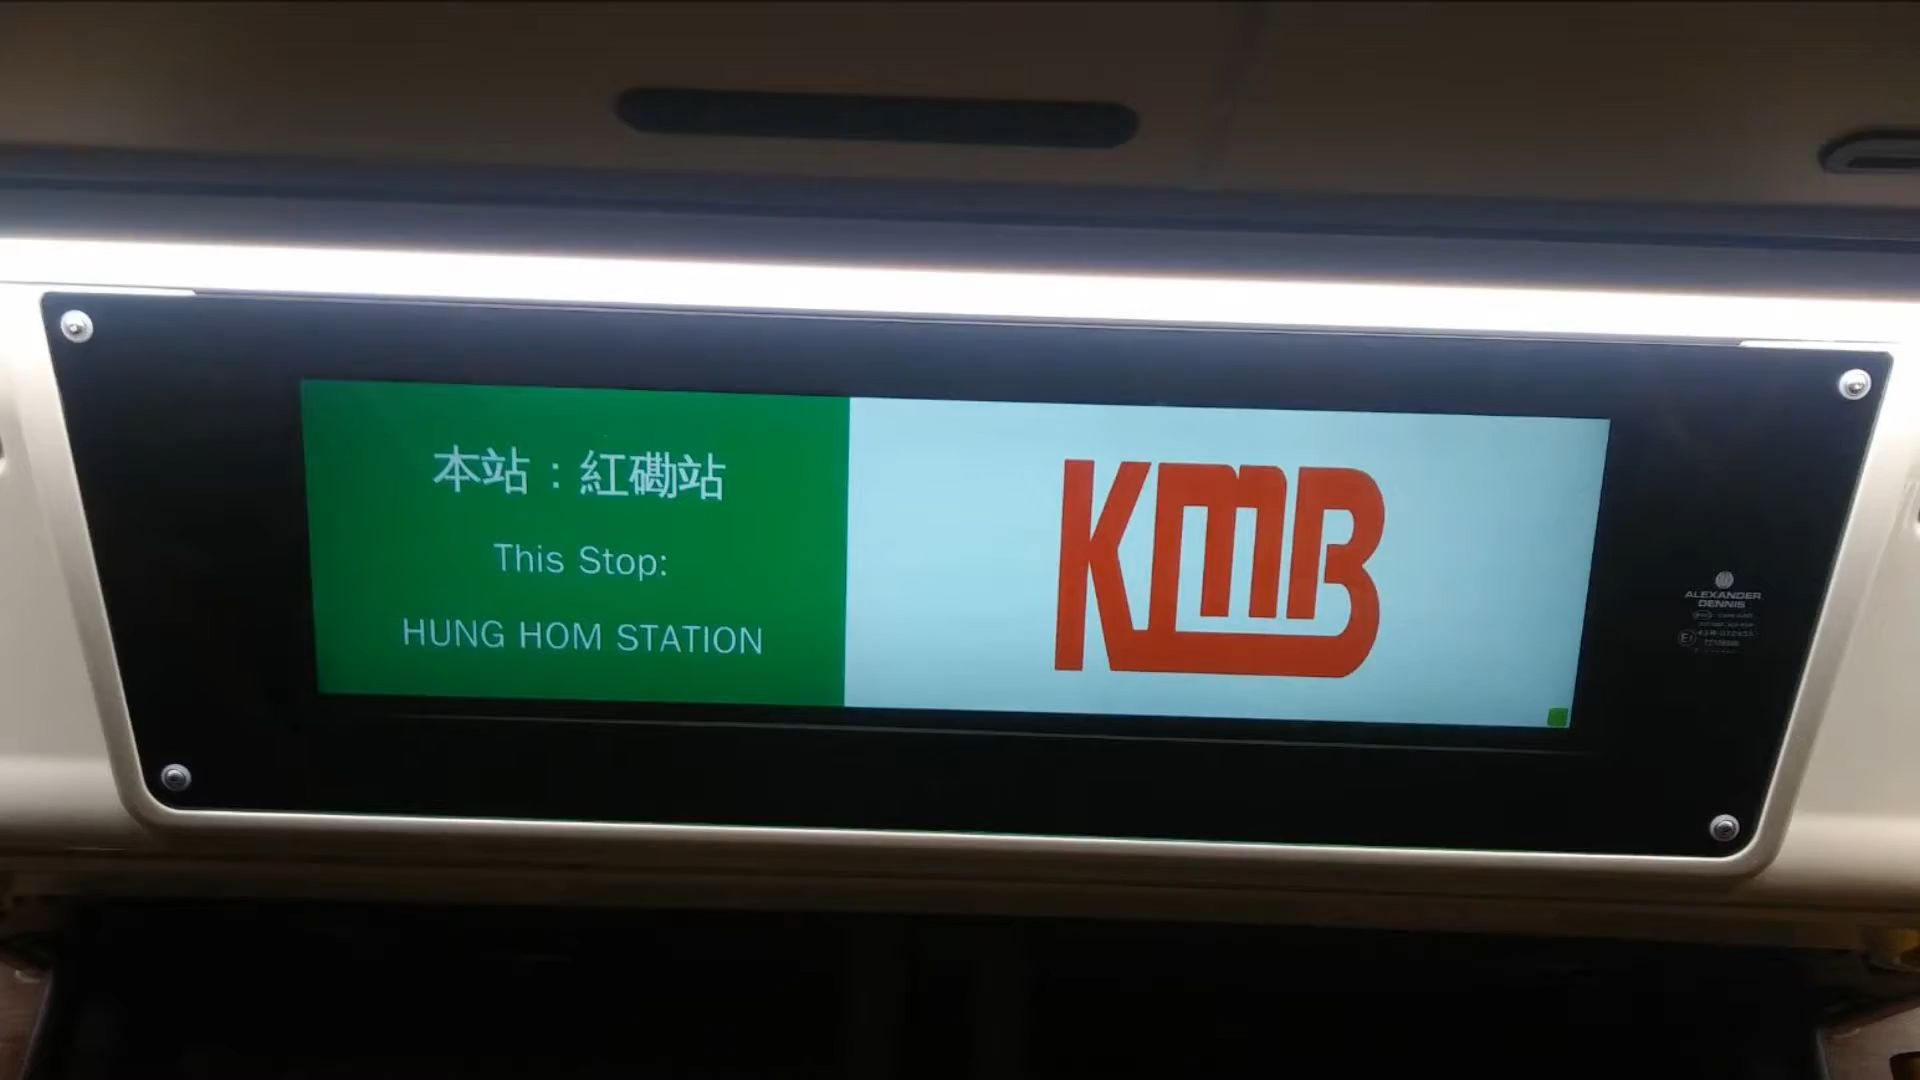 本站：紅磡站
This Stop:
HUNG HOM STATION
KMB
ALEXANDER
DENNIS